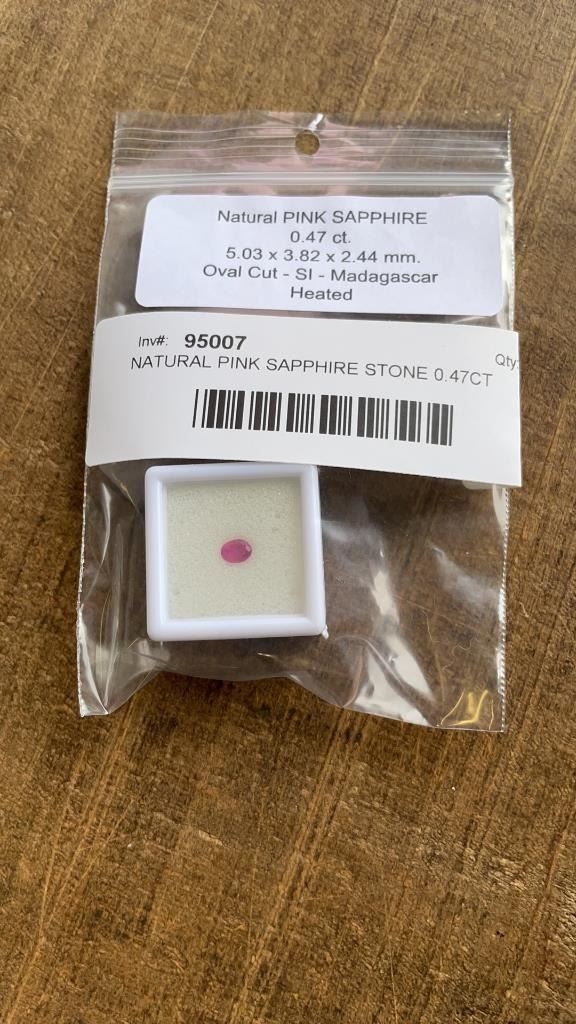 Natural PINK SAPPHIRE
0.47 ct.
5.03 x 3.82 x 2.44 mm.
Oval Cut - SI - Madagascar
Heated
Inv#: 95007 Qty:
NATURAL PINK SAPPHIRE STONE 0.47CT